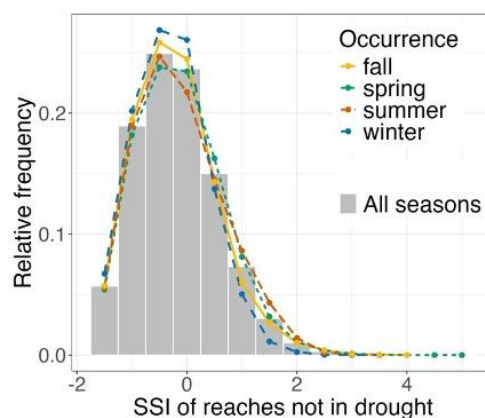 Occurrence
fall
spring
summer
winter
All seasons
Relative frequency
0.2
0.1
0.0
-2
0
2
4
SSI of reaches not in drought